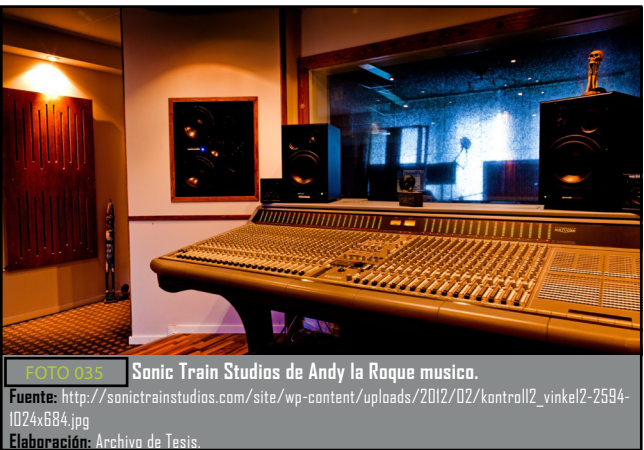 FOTO 035 Sonic Train Studios de Andy la Roque musico.
Fuente: http://sonictrainstudios.com/site/wp-content/uploads/2012/02/kontroll2_vinkel2-2594-
1024x684.jpg
Elaboración: Archivo de Tesis.